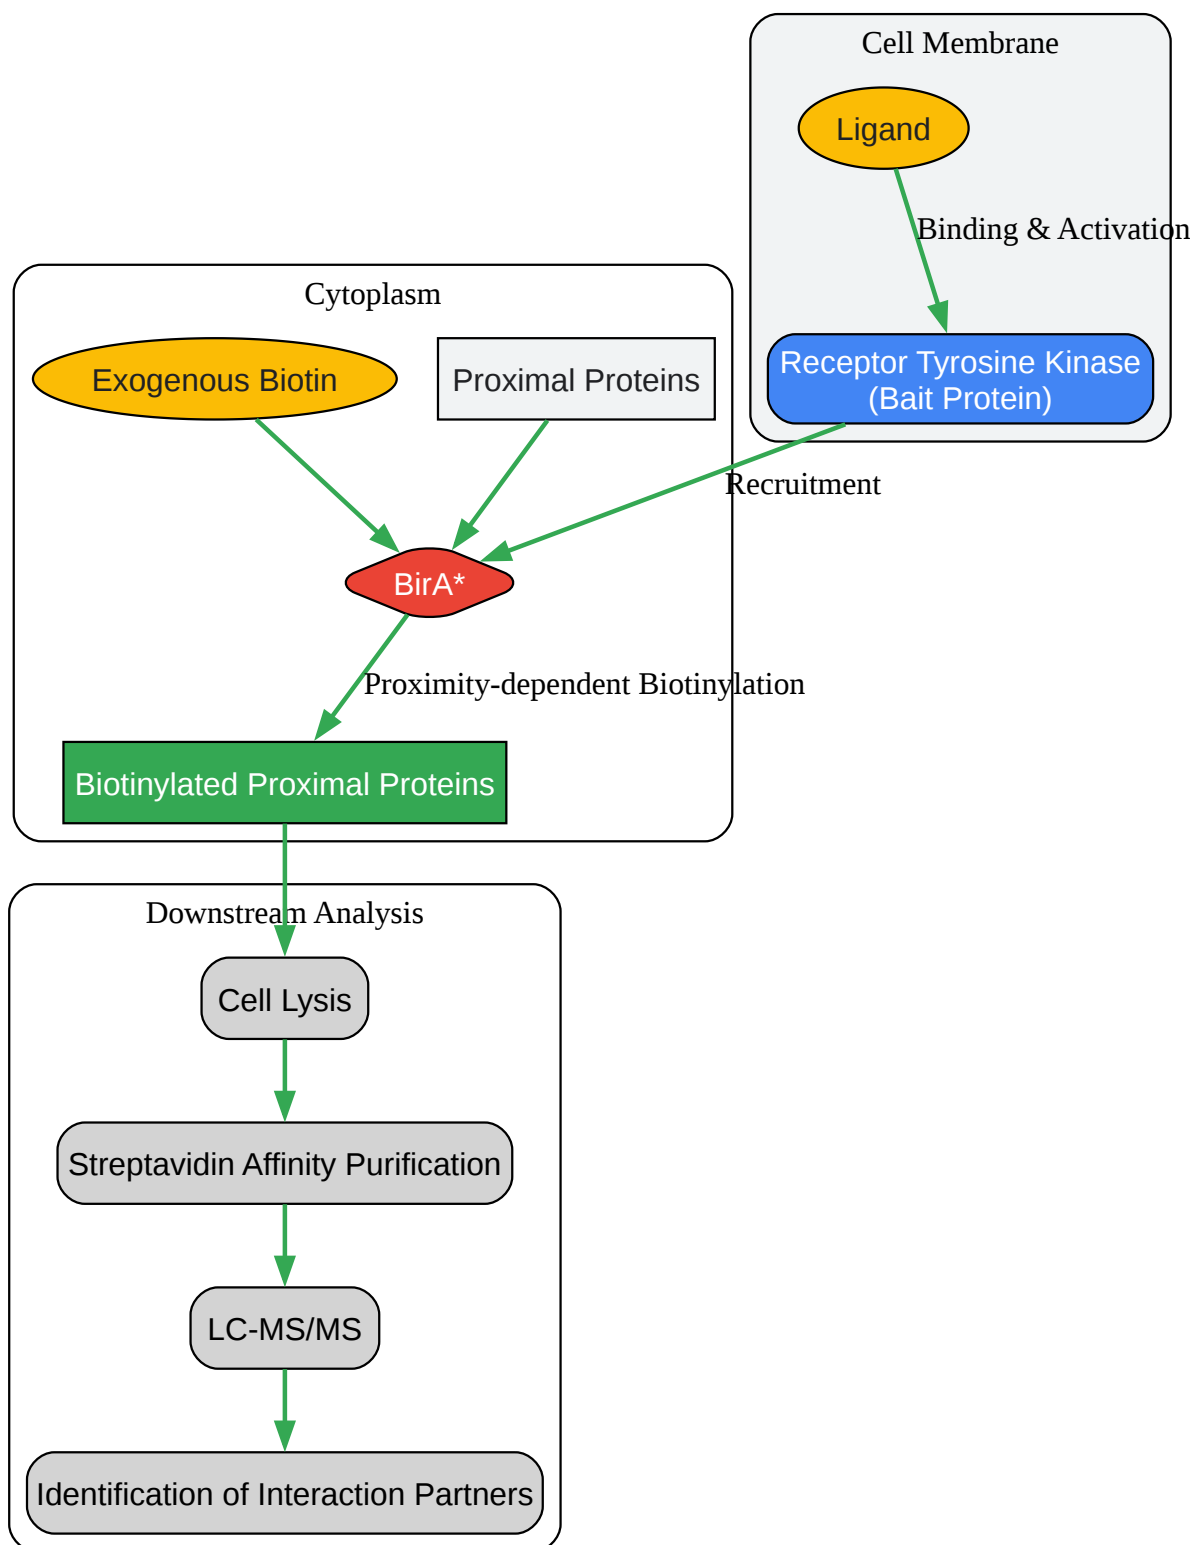 Cell Membrane
Ligand
Binding & Activation
Cytoplasm
Exogenous Biotin
Proximal Proteins
Receptor Tyrosine Kinase
(Bait Protein)
Recruitment
BirA*
Proximity-dependent Biotinylation
Biotinylated Proximal Proteins
Downstream Analysis
Cell Lysis
Streptavidin Affinity Purification
LC-MS/MS
Identification of Interaction Partners